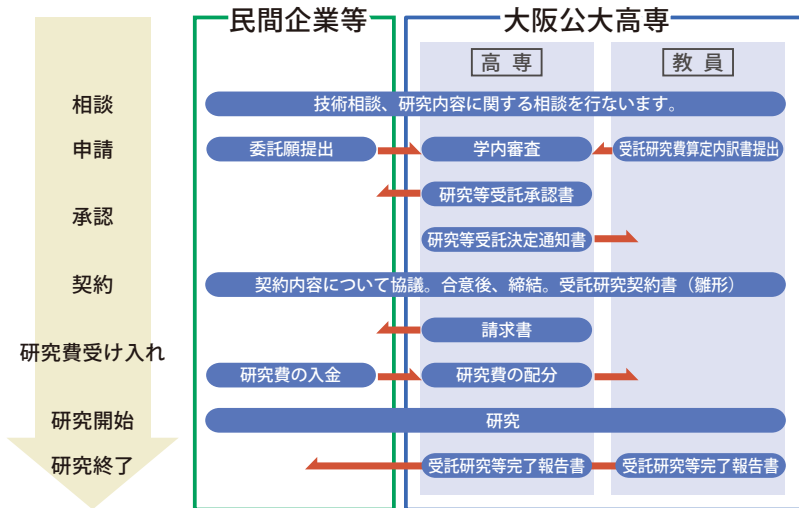 民間企業等
大阪公大高専
高専
教員
相談
技術相談、研究内容に関する相談を行ないます。
申請
委託願提出
学内審査
受託研究費算定内訳書提出
承認
研究等受託承認書
研究等受託決定通知書
契約
契約内容について協議。合意後、締結。受託研究契約書（雛形）
請求書
研究費受け入れ
研究費の入金
研究費の配分
研究開始
研究
研究終了
受託研究等完了報告書
受託研究等完了報告書